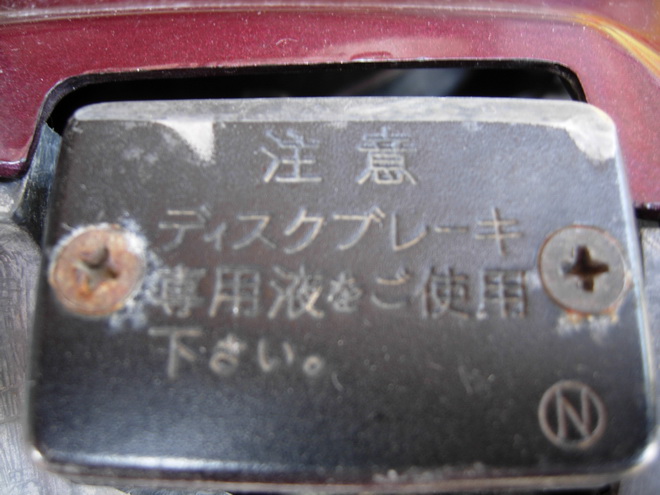 注意
ディスクブレーキ
専用液をご使用
下さい。
N